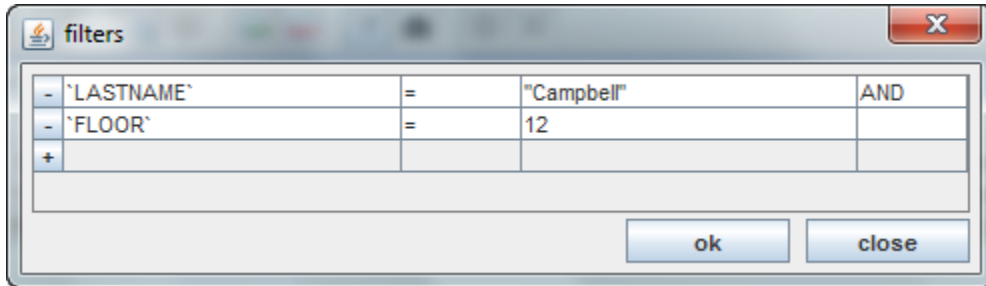 filters
- `LASTNAME` = "Campbell" AND
- `FLOOR` = 12
+
ok close